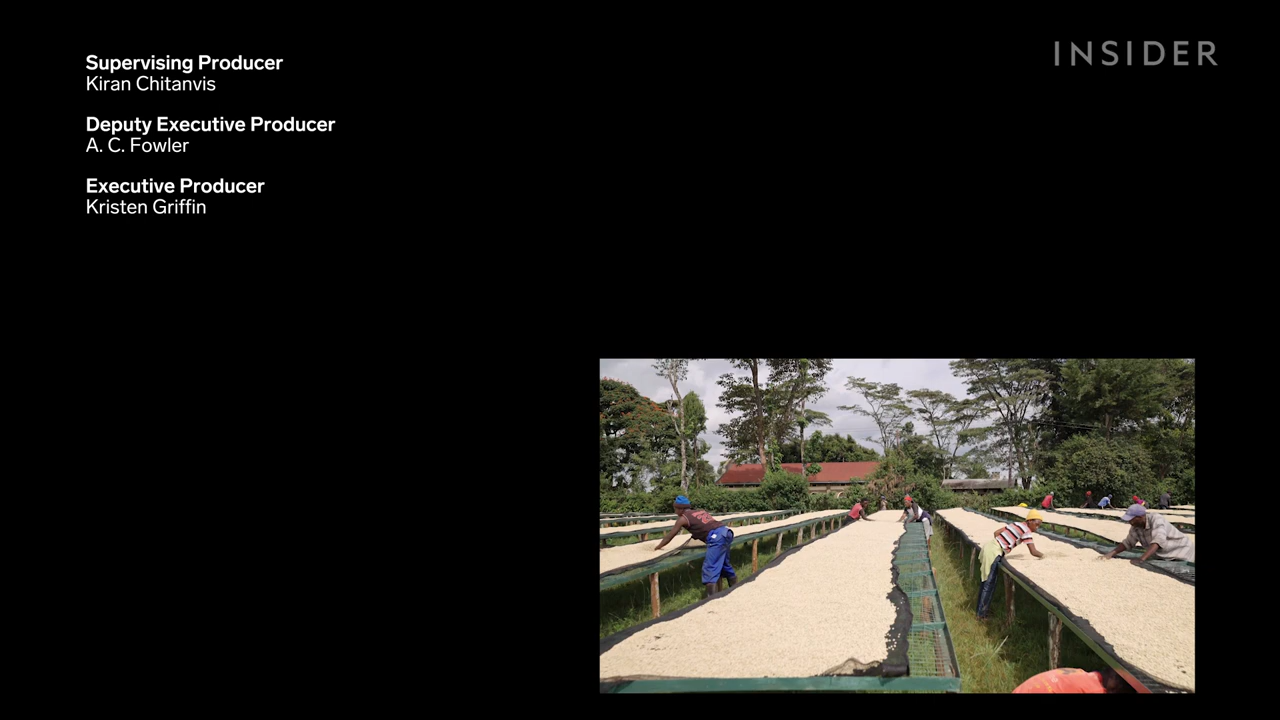 INSIDER
Supervising Producer
Kiran Chitanvis
Deputy Executive Producer
A. C. Fowler
Executive Producer
Kristen Griffin